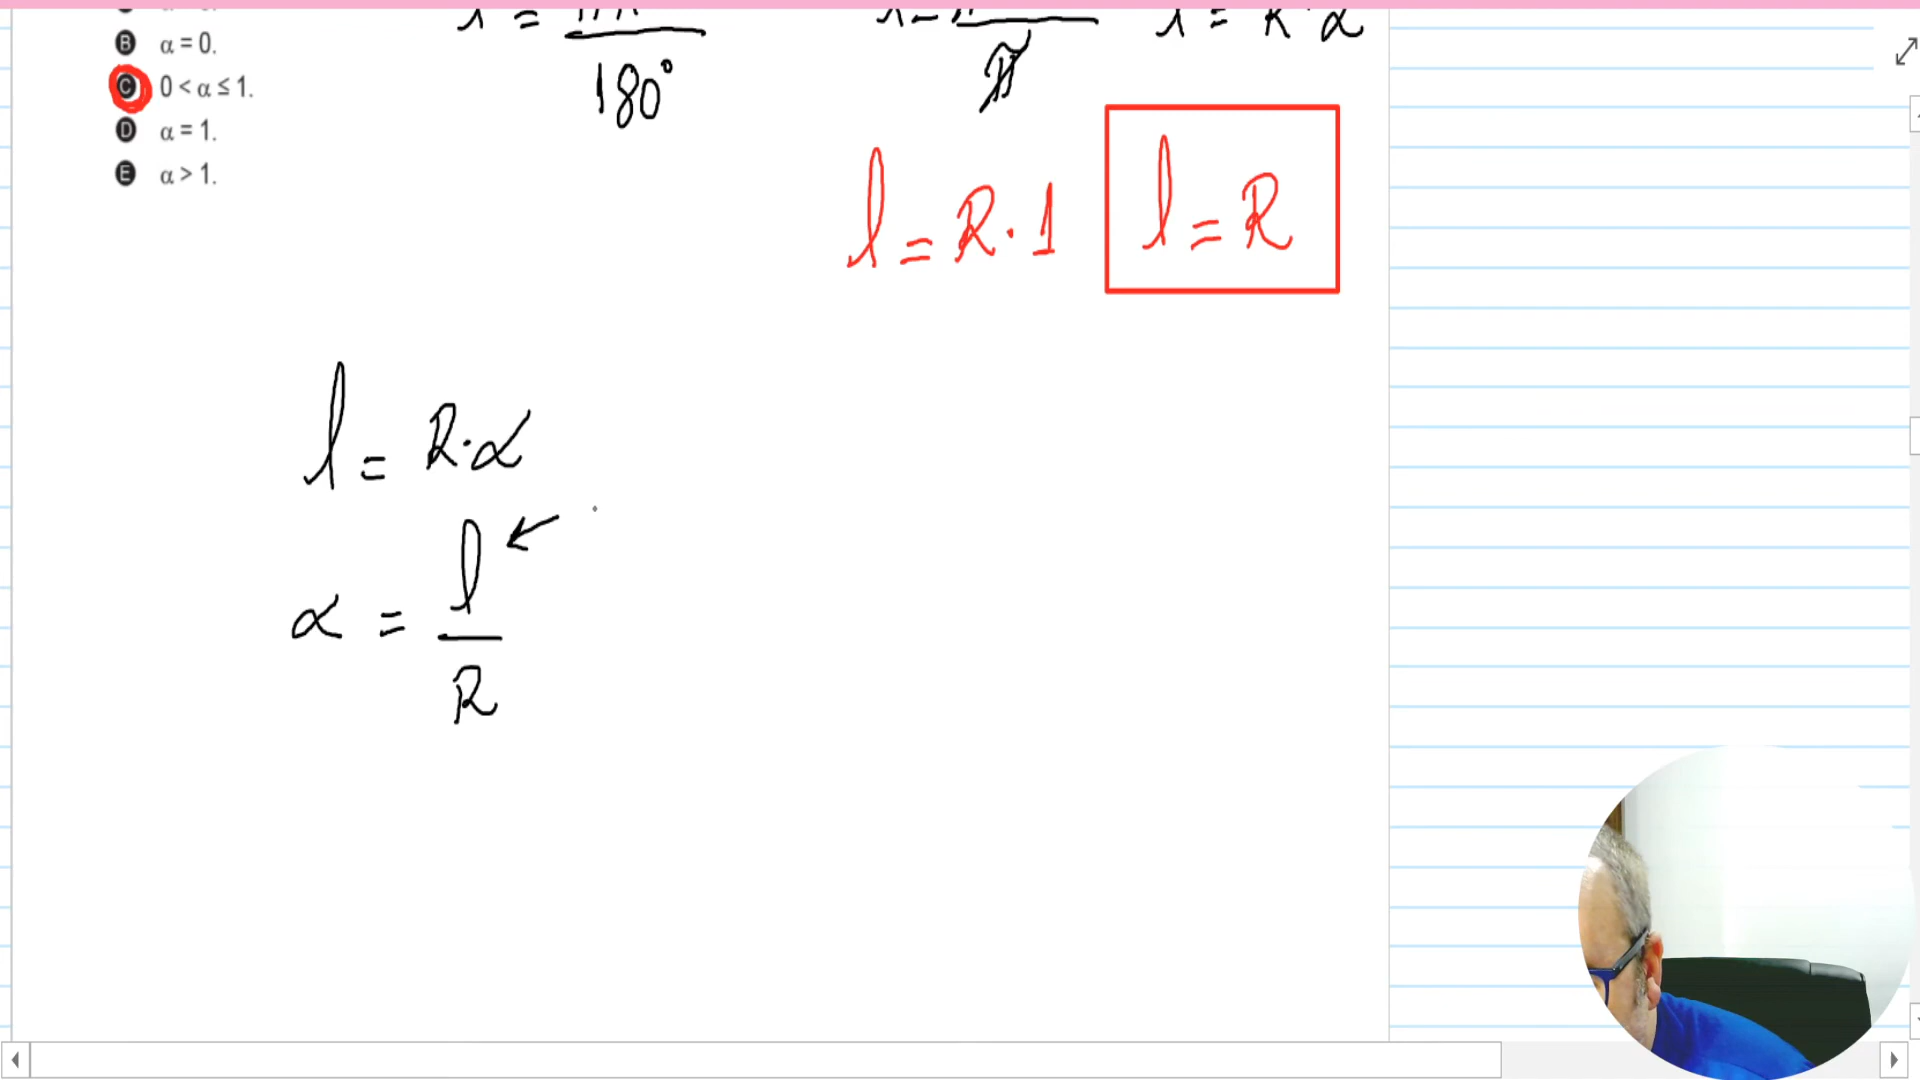 B α = 0.
C 0 < α ≤ 1.
D α = 1.
E α > 1.
180°
l = R · α
l = R · 1
l = R
l = R · α
α = l / R